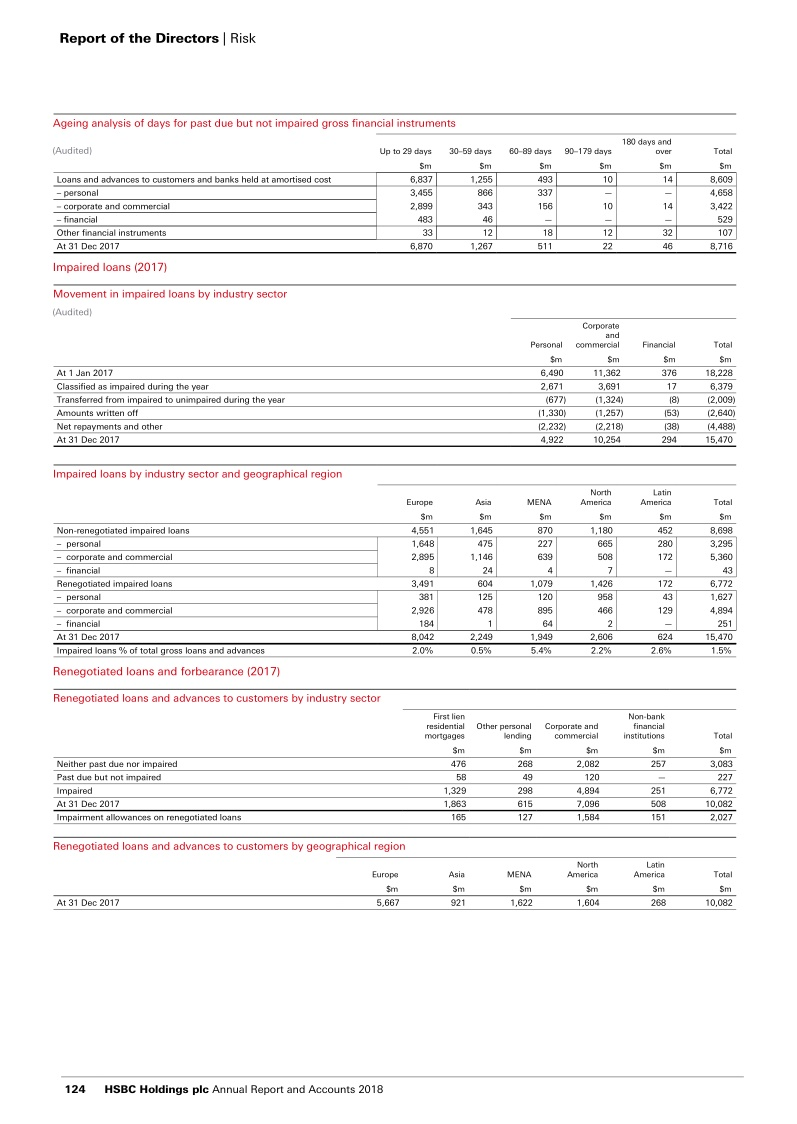 Report of the Directors | Risk
Ageing analysis of days for past due but not impaired gross financial instruments
180 days and
(Audited) Up to 29 days 30–59 days 60–89 days 90–179 days over Total
$m $m $m $m $m $m
Loans and advances to customers and banks held at amortised cost 6,837 1,255 493 10 14 8,609
– personal 3,455 866 337 — — 4,658
– corporate and commercial 2,899 343 156 10 14 3,422
– financial 483 46 — — — 529
Other financial instruments 33 12 18 12 32 107
At 31 Dec 2017 6,870 1,267 511 22 46 8,716
Impaired loans (2017)
Movement in impaired loans by industry sector
(Audited)
Corporate
and
Personal commercial Financial Total
$m $m $m $m
At 1 Jan 2017 6,490 11,362 376 18,228
Classified as impaired during the year 2,671 3,691 17 6,379
Transferred from impaired to unimpaired during the year (677) (1,324) (8) (2,009)
Amounts written off (1,330) (1,257) (53) (2,640)
Net repayments and other (2,232) (2,218) (38) (4,488)
At 31 Dec 2017 4,922 10,254 294 15,470
Impaired loans by industry sector and geographical region
North Latin
Europe Asia MENA America America Total
$m $m $m $m $m $m
Non-renegotiated impaired loans 4,551 1,645 870 1,180 452 8,698
– personal 1,648 475 227 665 280 3,295
– corporate and commercial 2,895 1,146 639 508 172 5,360
– financial 8 24 4 7 — 43
Renegotiated impaired loans 3,491 604 1,079 1,426 172 6,772
– personal 381 125 120 958 43 1,627
– corporate and commercial 2,926 478 895 466 129 4,894
– financial 184 1 64 2 — 251
At 31 Dec 2017 8,042 2,249 1,949 2,606 624 15,470
Impaired loans % of total gross loans and advances 2.0% 0.5% 5.4% 2.2% 2.6% 1.5%
Renegotiated loans and forbearance (2017)
Renegotiated loans and advances to customers by industry sector
First lien Non-bank
residential Other personal Corporate and financial
mortgages lending commercial institutions Total
$m $m $m $m $m
Neither past due nor impaired 476 268 2,082 257 3,083
Past due but not impaired 58 49 120 — 227
Impaired 1,329 298 4,894 251 6,772
At 31 Dec 2017 1,863 615 7,096 508 10,082
Impairment allowances on renegotiated loans 165 127 1,584 151 2,027
Renegotiated loans and advances to customers by geographical region
North Latin
Europe Asia MENA America America Total
$m $m $m $m $m $m
At 31 Dec 2017 5,667 921 1,622 1,604 268 10,082
124 HSBC Holdings plc Annual Report and Accounts 2018